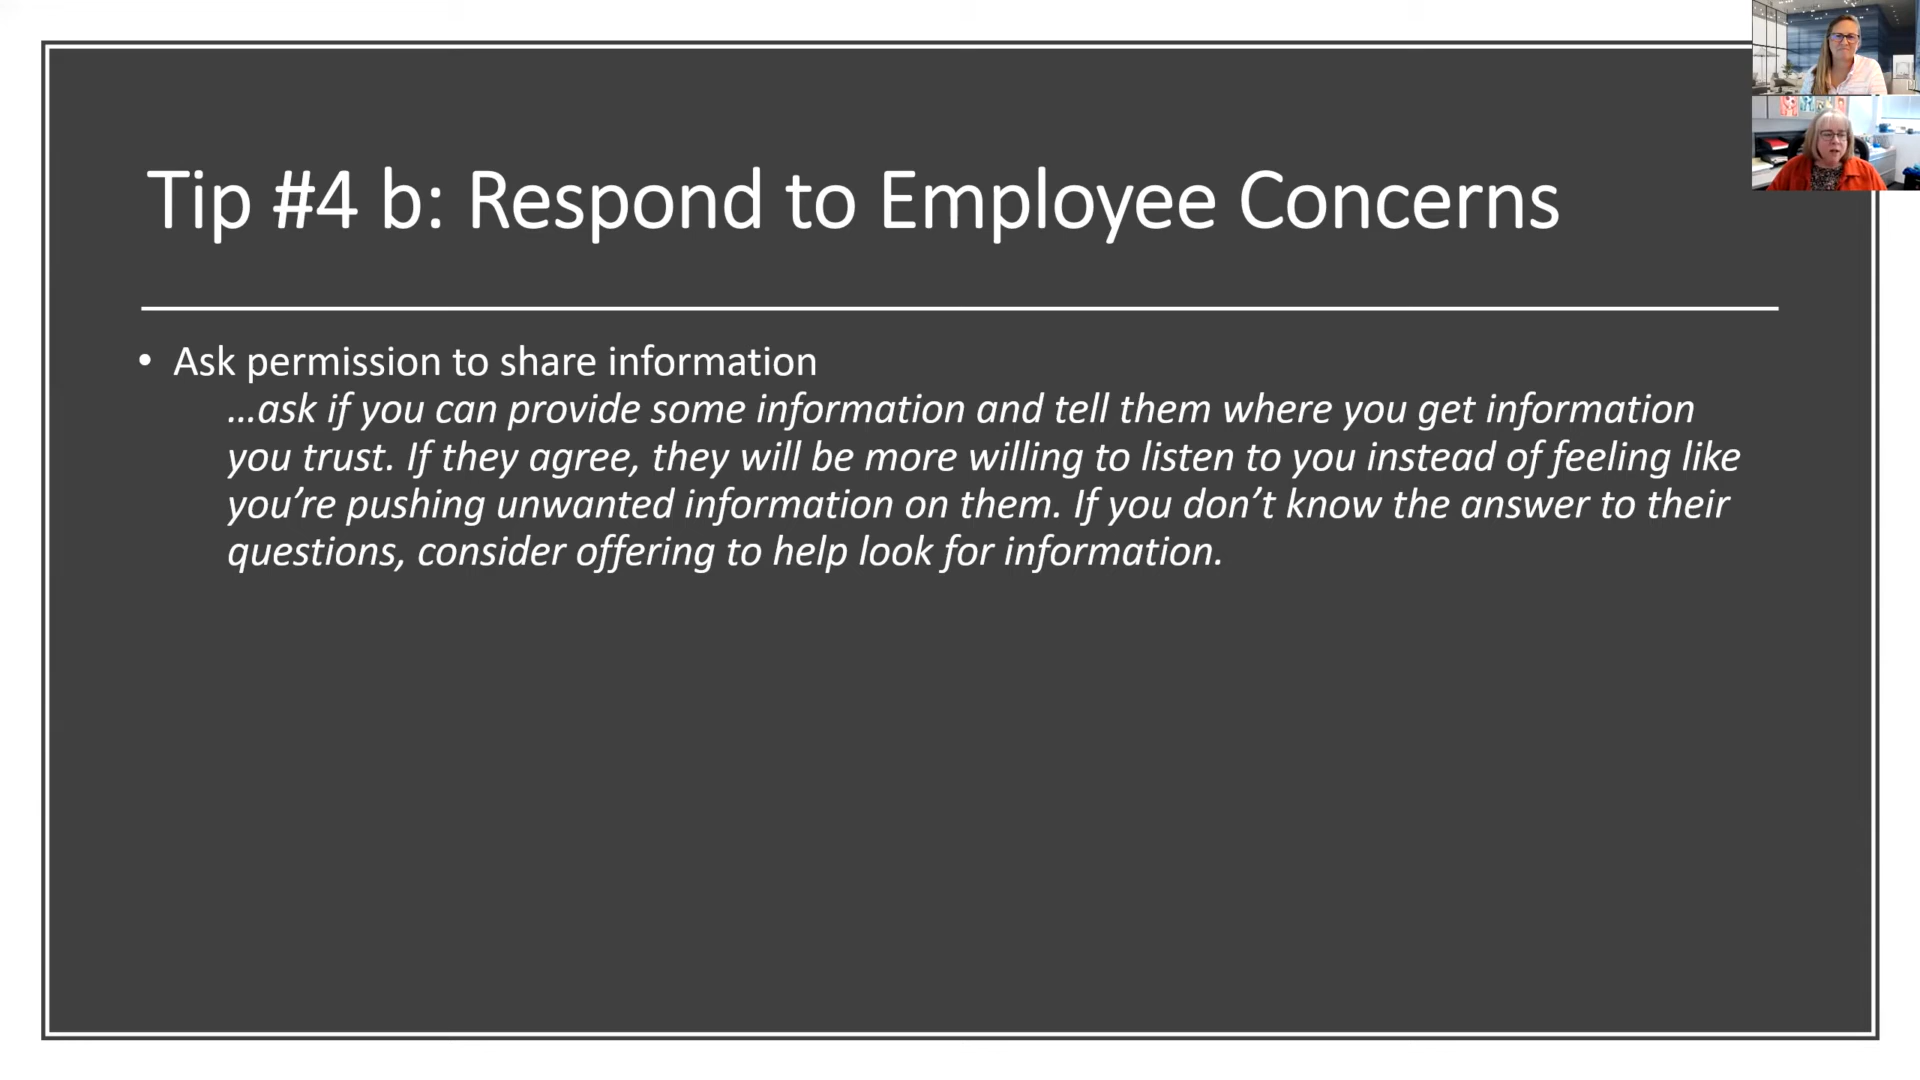 Tip #4 b: Respond to Employee Concerns
• Ask permission to share information
…ask if you can provide some information and tell them where you get information
you trust. If they agree, they will be more willing to listen to you instead of feeling like
you’re pushing unwanted information on them. If you don’t know the answer to their
questions, consider offering to help look for information.